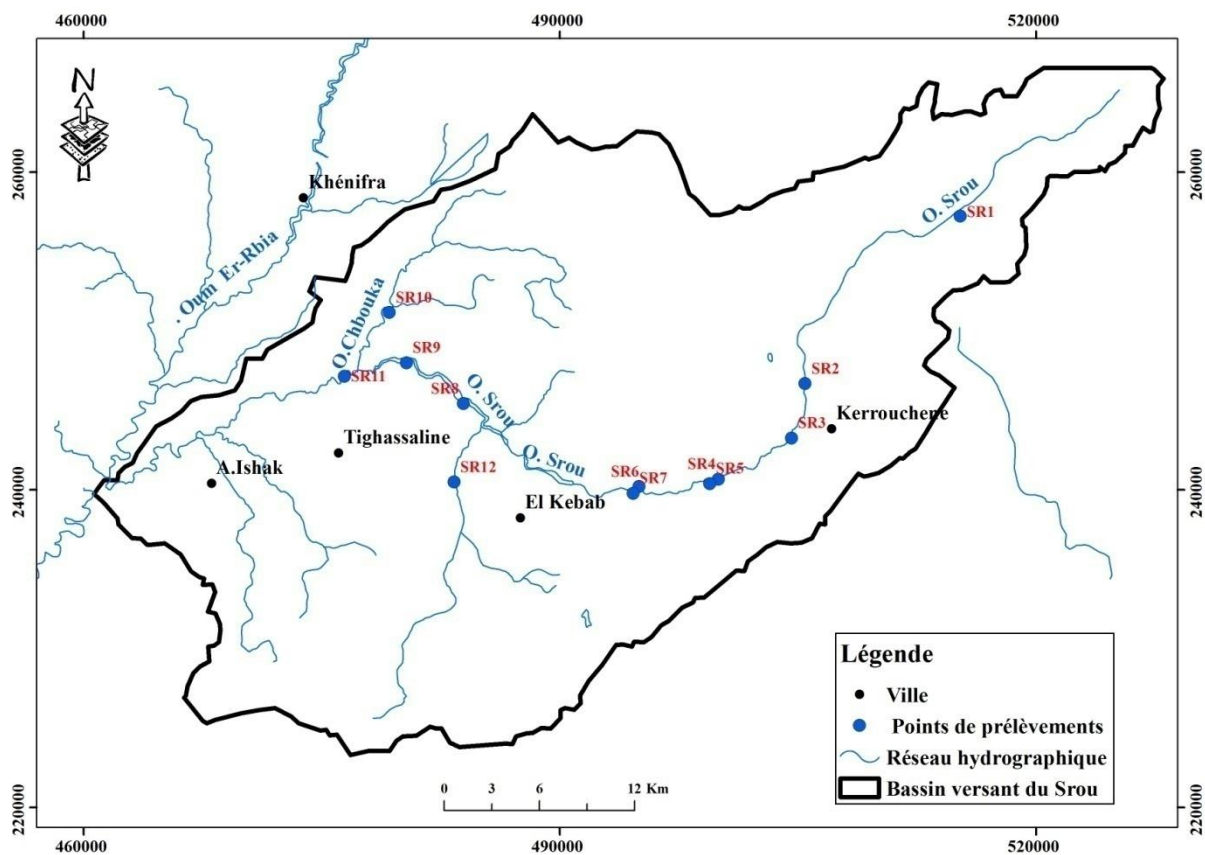 460000
490000
520000
N
260000
260000
Khénifra
O. Srou
SR1
. Oum Er-Rbia
O.Chbouka
SR10
SR9
SR11
SR8
SR2
O. Srou
Kerrouchene
SR3
Tighassaline
O. Srou
A.Ishak
SR12
SR6
SR7
SR4
SR5
El Kebab
240000
240000
Légende
Ville
Points de prélèvements
Réseau hydrographique
Bassin versant du Srou
0 3 6 12 Km
220000
220000
460000
490000
520000